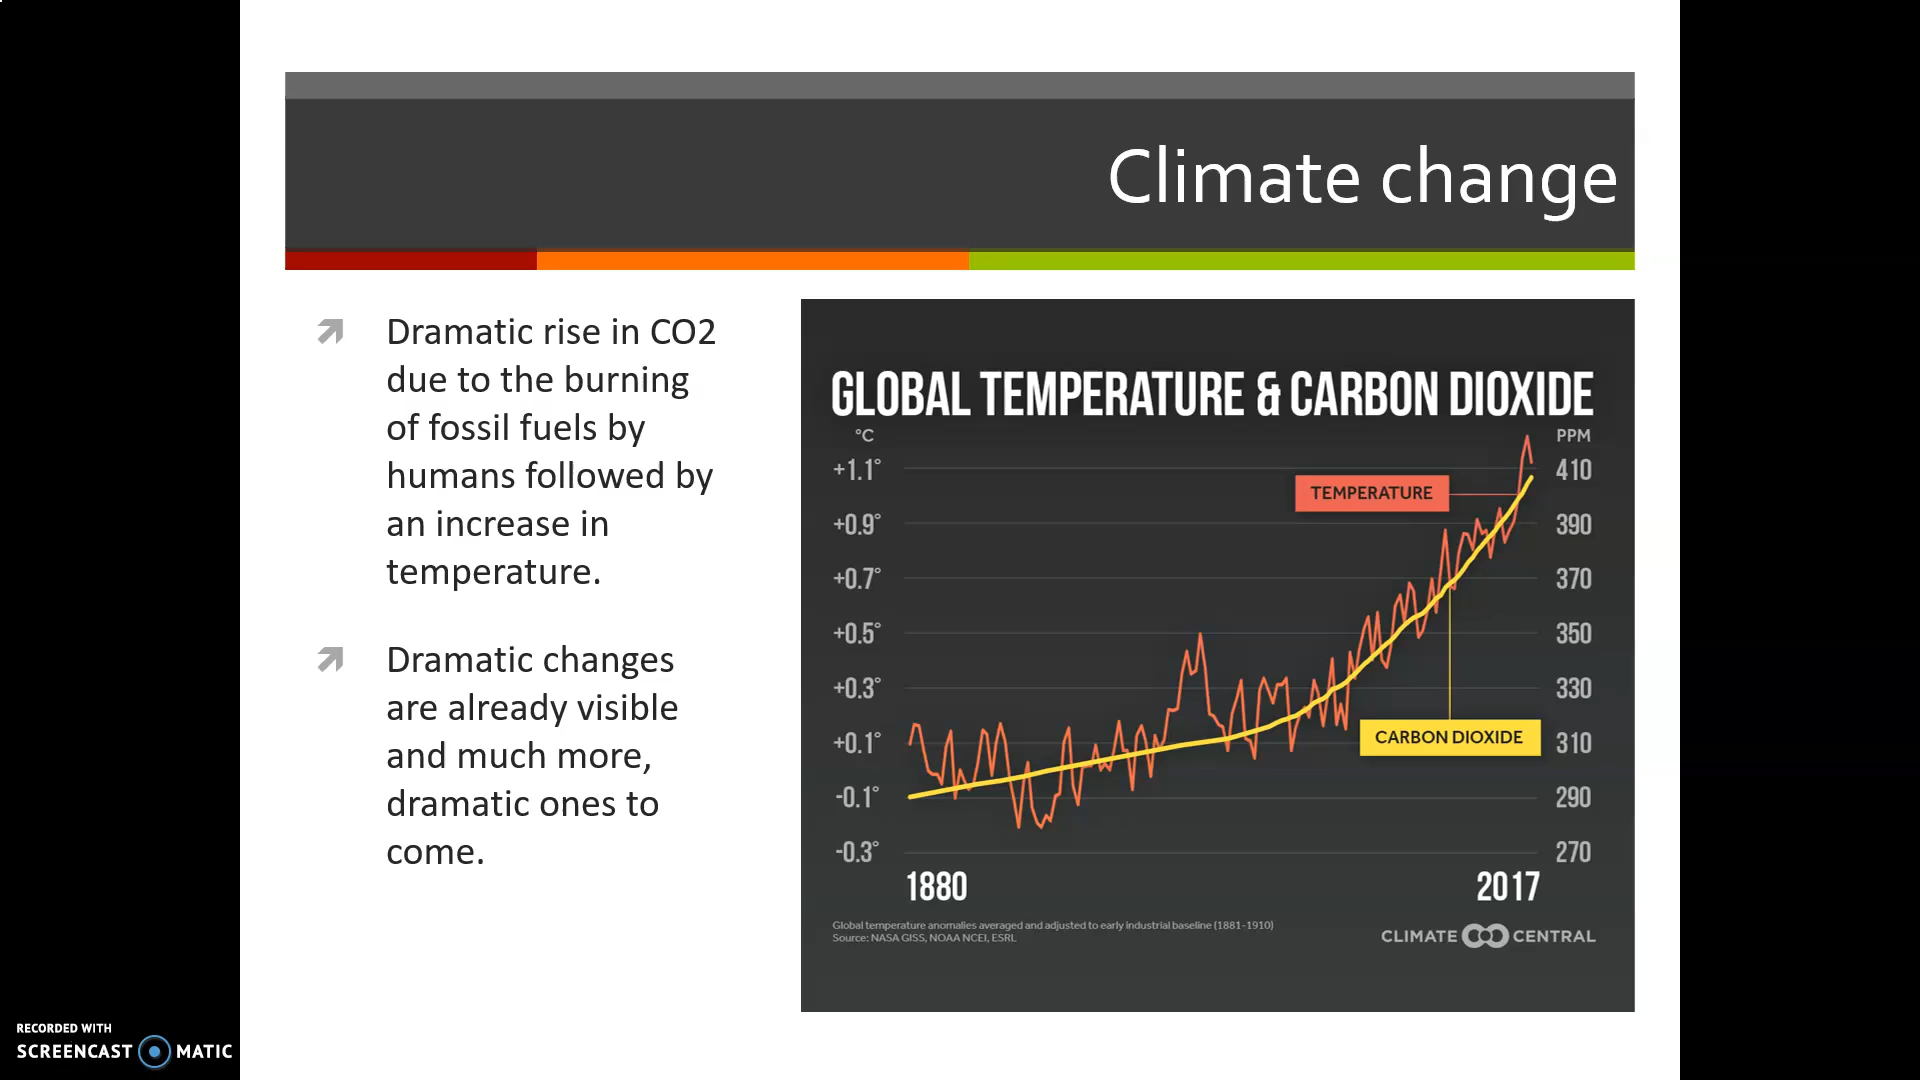 Climate change
Dramatic rise in CO2
due to the burning
of fossil fuels by
humans followed by
an increase in
temperature.
Dramatic changes
are already visible
and much more,
dramatic ones to
come.
GLOBAL TEMPERATURE & CARBON DIOXIDE
°C
PPM
+1.1°
410
TEMPERATURE
+0.9°
390
+0.7°
370
+0.5°
350
+0.3°
330
+0.1°
CARBON DIOXIDE
310
-0.1°
290
-0.3°
270
1880
2017
Global temperature anomalies averaged and adjusted to early industrial baseline (1881-1910)
Source: NASA GISS, NOAA NCEI, ESRL
CLIMATE CENTRAL
RECORDED WITH
SCREENCAST MATIC